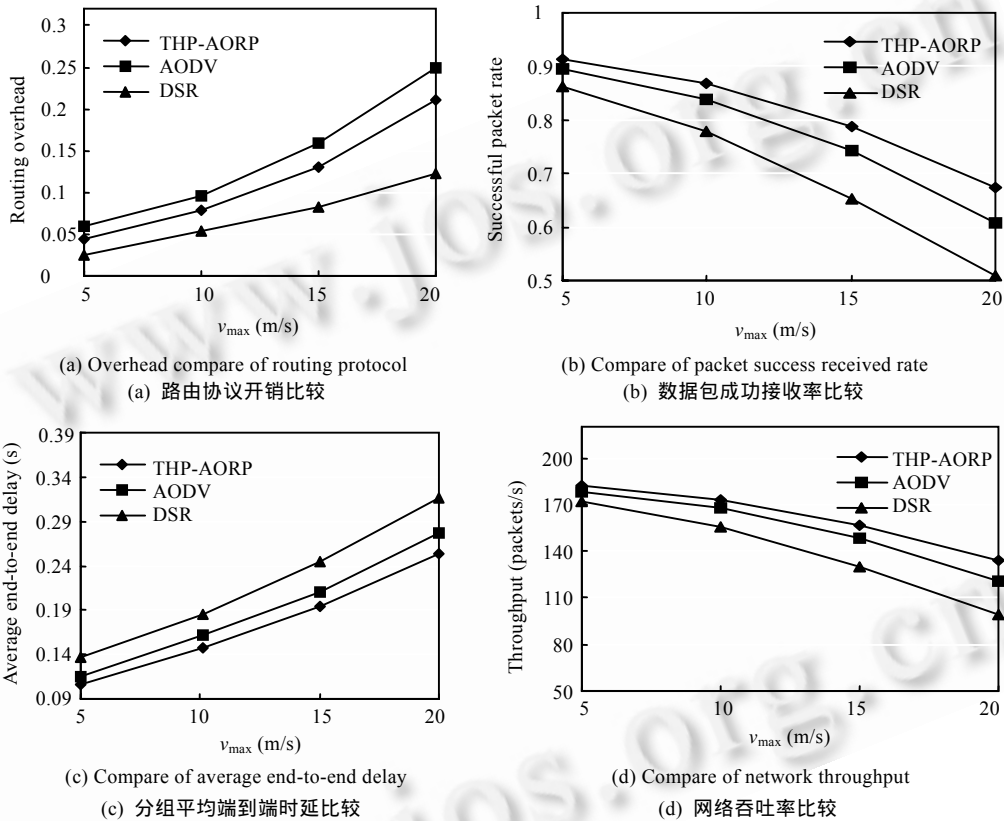 0.3
0.25
0.2
0.15
0.1
0.05
0
Routing overhead
THP-AORP
AODV
DSR
5 10 15 20
vmax (m/s)
(a) Overhead compare of routing protocol
(a) 路由协议开销比较
1
0.9
0.8
0.7
0.6
0.5
Successful packet rate
THP-AORP
AODV
DSR
5 10 15 20
vmax (m/s)
(b) Compare of packet success received rate
(b) 数据包成功接收率比较
0.39
0.34
0.29
0.24
0.19
0.14
0.09
Average end-to-end delay (s)
THP-AORP
AODV
DSR
5 10 15 20
vmax (m/s)
(c) Compare of average end-to-end delay
(c) 分组平均端到端时延比较
200
170
140
110
80
50
Throughput (packets/s)
THP-AORP
AODV
DSR
5 10 15 20
vmax (m/s)
(d) Compare of network throughput
(d) 网络吞吐率比较
www.jos.org.cn